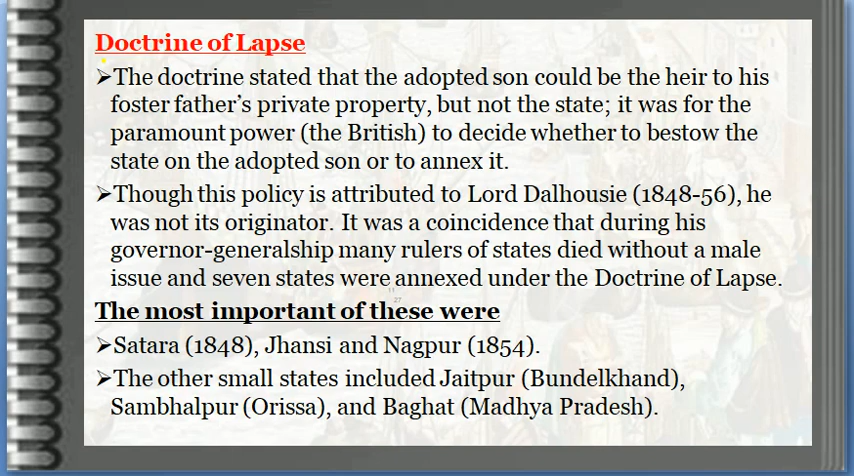 Doctrine of Lapse
➢The doctrine stated that the adopted son could be the heir to his
foster father's private property, but not the state; it was for the
paramount power (the British) to decide whether to bestow the
state on the adopted son or to annex it.
➢Though this policy is attributed to Lord Dalhousie (1848-56), he
was not its originator. It was a coincidence that during his
governor-generalship many rulers of states died without a male
issue and seven states were annexed under the Doctrine of Lapse.
27
The most important of these were
➢Satara (1848), Jhansi and Nagpur (1854).
➢The other small states included Jaitpur (Bundelkhand),
Sambhalpur (Orissa), and Baghat (Madhya Pradesh).